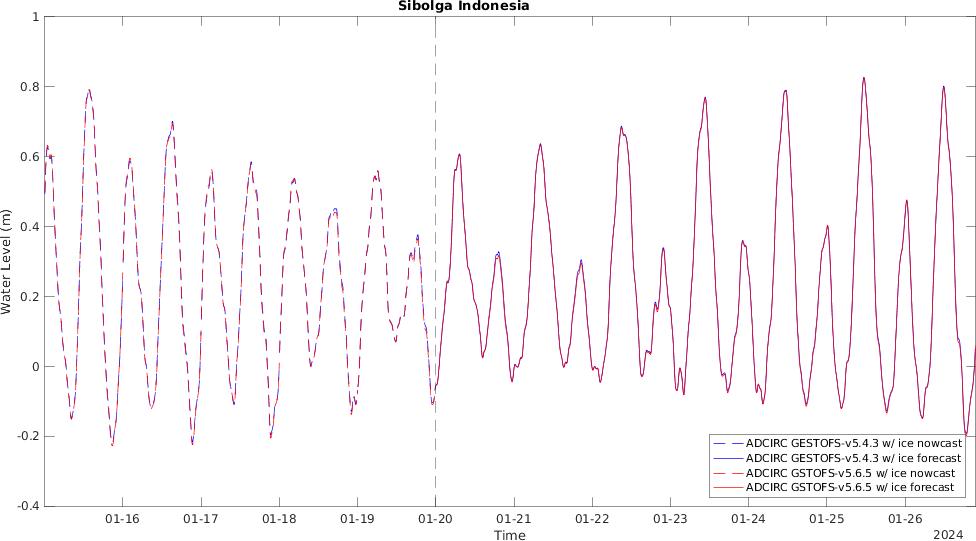 Sibolga Indonesia
1
0.8
0.6
0.4
0.2
0
-0.2
-0.4
Water Level (m)
ADCIRC GESTOFS-v5.4.3 w/ ice nowcast
ADCIRC GESTOFS-v5.4.3 w/ ice forecast
ADCIRC GSTOFS-v5.6.5 w/ ice nowcast
ADCIRC GSTOFS-v5.6.5 w/ ice forecast
01-16 01-17 01-18 01-19 01-20 01-21 01-22 01-23 01-24 01-25 01-26
Time
2024